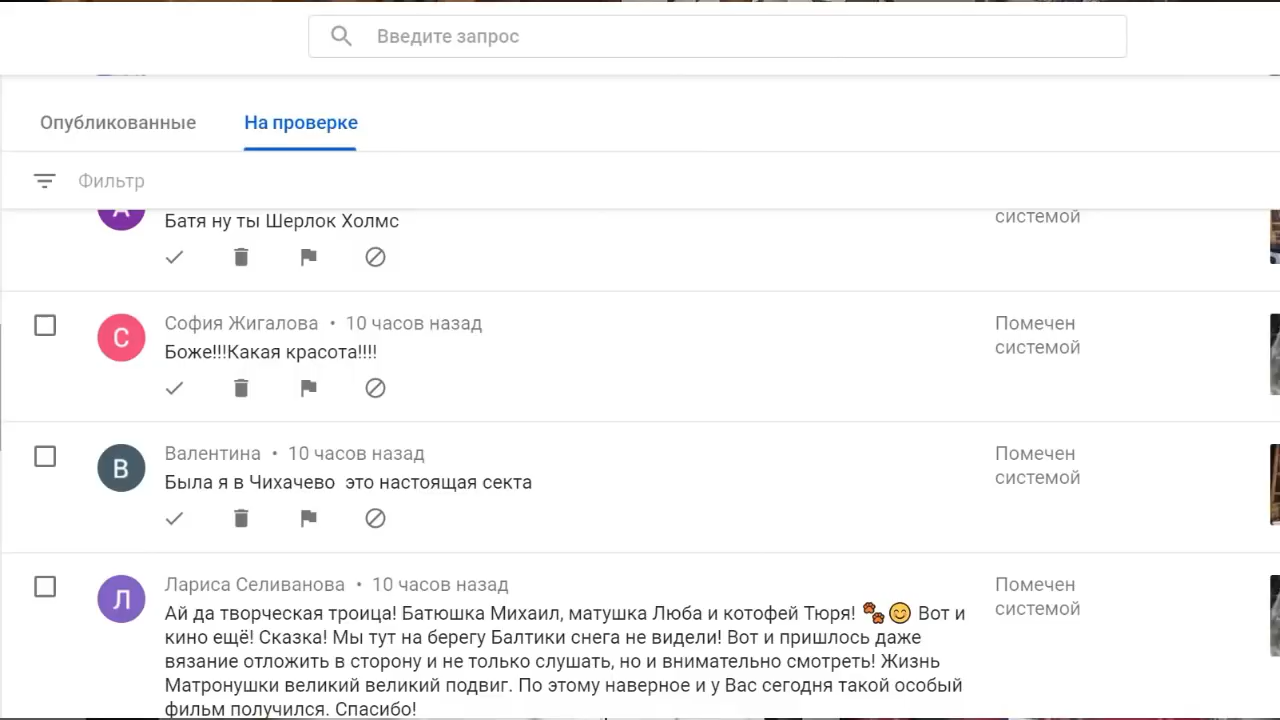 Введите запрос
Опубликованные
На проверке
Фильтр
Батя ну ты Шерлок Холмс
системой
София Жигалова • 10 часов назад
Помечен
системой
Боже!!!Какая красота!!!!
Валентина • 10 часов назад
Помечен
системой
Была я в Чихачево  это настоящая секта
Лариса Селиванова • 10 часов назад
Помечен
системой
Ай да творческая троица! Батюшка Михаил, матушка Люба и котофей Тюря! 🐾😊 Вот и
кино ещё! Сказка! Мы тут на берегу Балтики снега не видели! Вот и пришлось даже
вязание отложить в сторону и не только слушать, но и внимательно смотреть! Жизнь
Матронушки великий великий подвиг. По этому наверное и у Вас сегодня такой особый
фильм получился. Спасибо!
С
В
Л